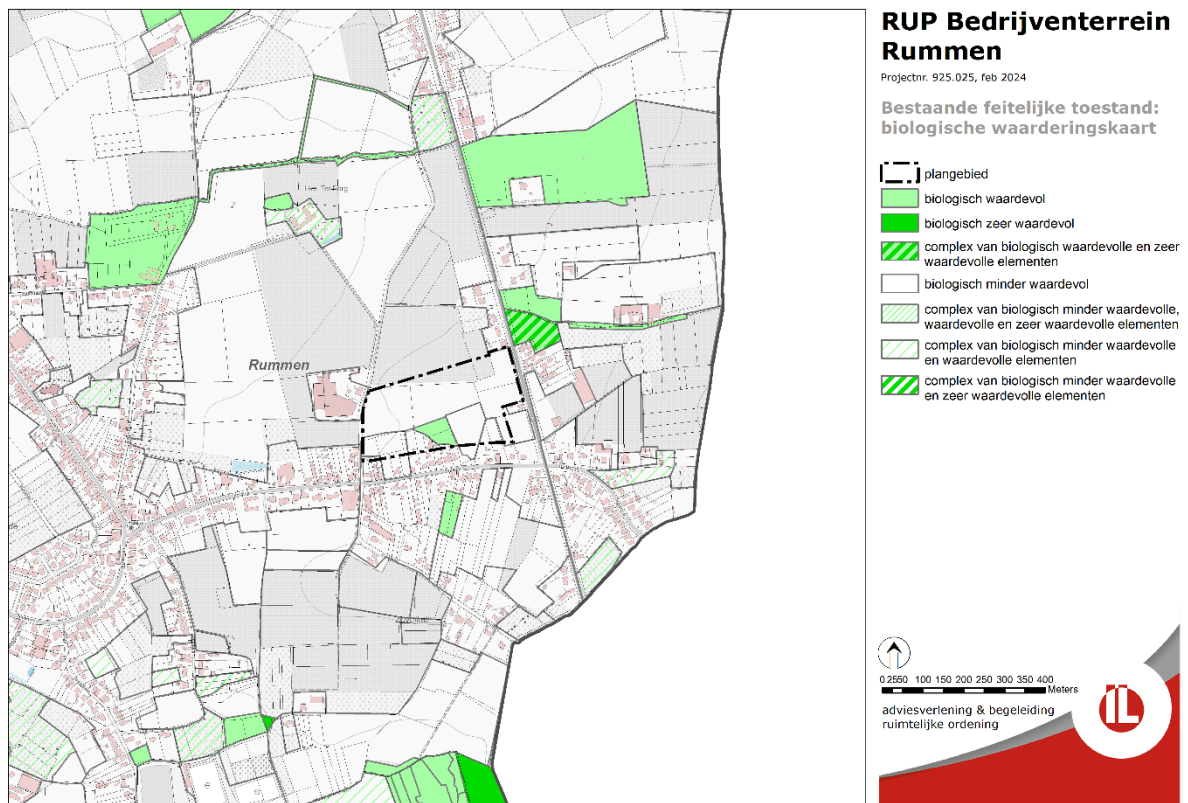 RUP Bedrijventerrein
Rummen
Projectnr. 925.025, feb 2024
Bestaande feitelijke toestand:
biologische waarderingskaart
plangebied
biologisch waardevol
biologisch zeer waardevol
complex van biologisch waardevolle en zeer
waardevolle elementen
biologisch minder waardevol
complex van biologisch minder waardevolle,
waardevolle en zeer waardevolle elementen
complex van biologisch minder waardevolle
en waardevolle elementen
complex van biologisch minder waardevolle
en zeer waardevolle elementen
Rummen
0 25 50 100 150 200 250 300 350 400
Meters
adviesverlening & begeleiding
ruimtelijke ordening